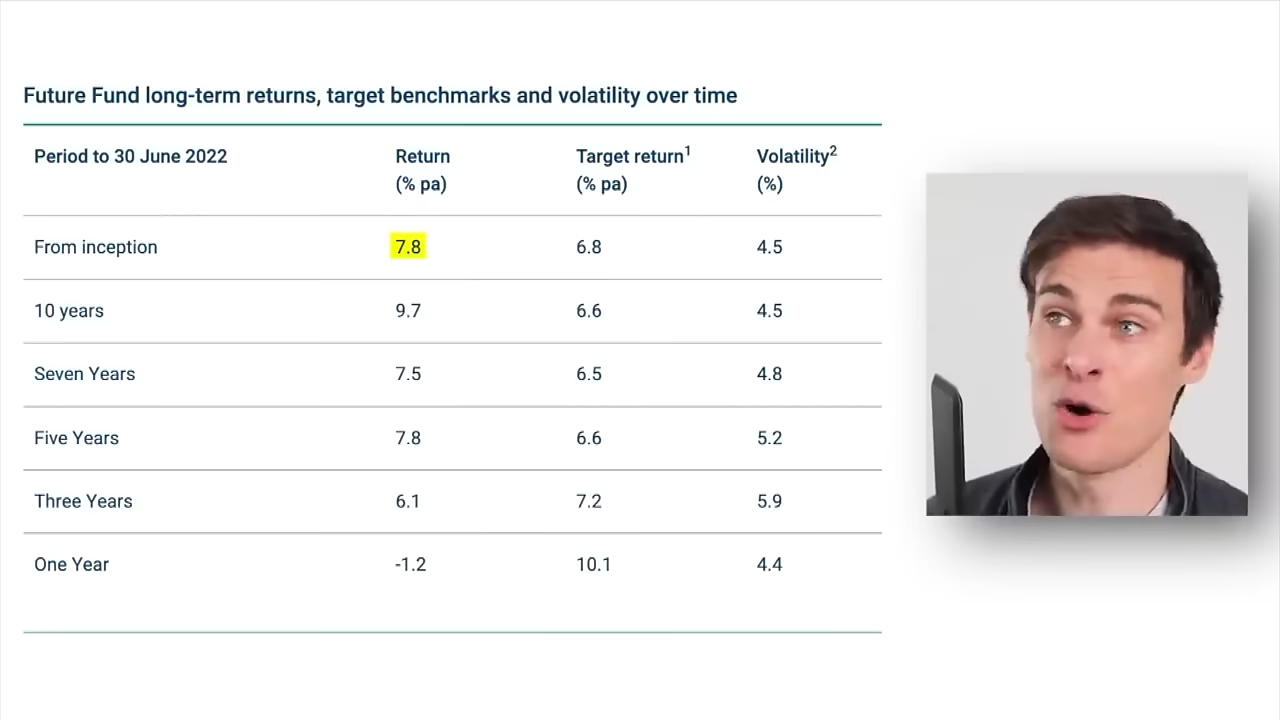 Future Fund long-term returns, target benchmarks and volatility over time
Period to 30 June 2022 Return Target return1 Volatility2
(% pa) (% pa) (%)
From inception 7.8 6.8 4.5
10 years 9.7 6.6 4.5
Seven Years 7.5 6.5 4.8
Five Years 7.8 6.6 5.2
Three Years 6.1 7.2 5.9
One Year -1.2 10.1 4.4